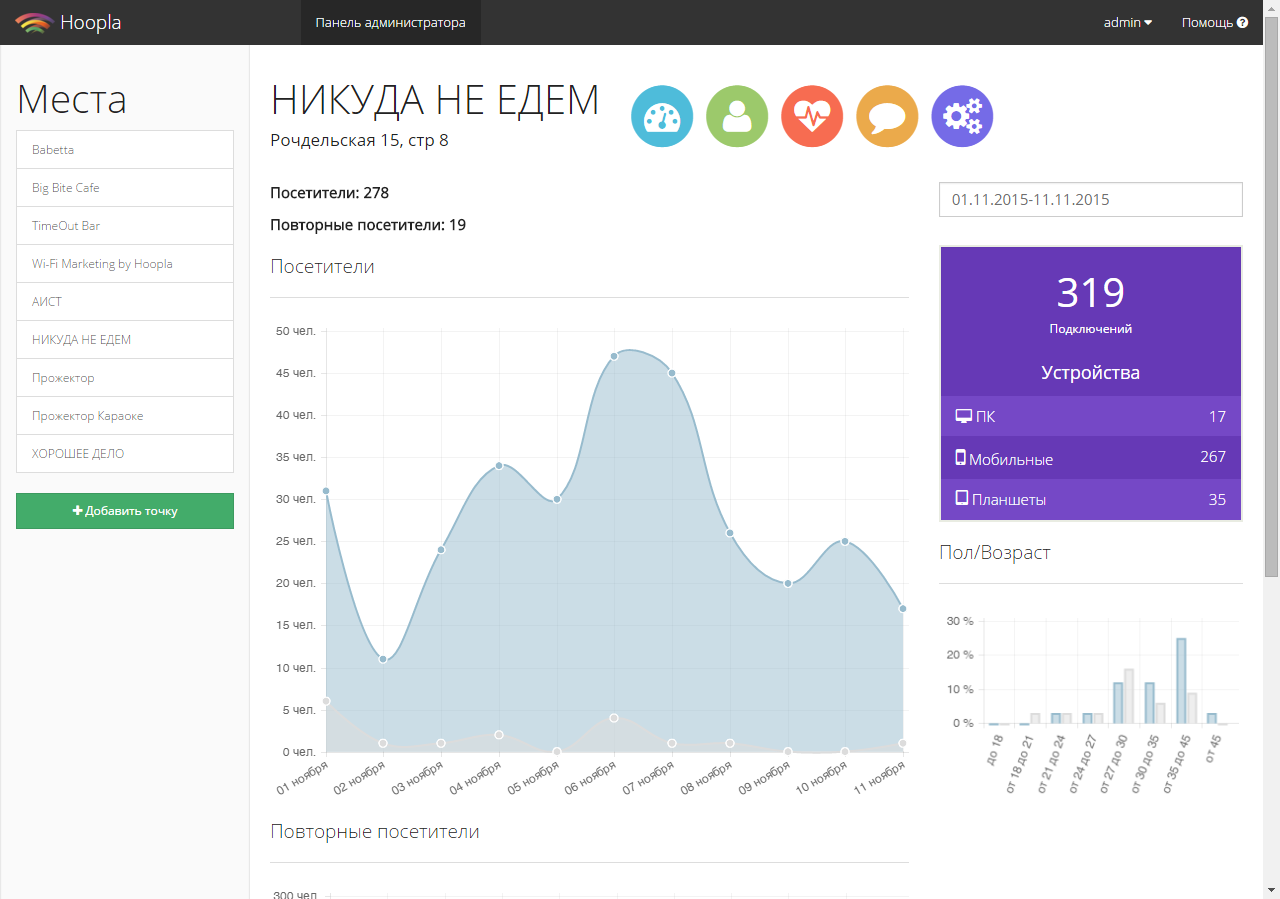 Hoopla
Панель администратора
admin
Помощь
Места
Babetta
Big Bite Cafe
TimeOut Bar
Wi-Fi Marketing by Hoopla
АИСТ
НИКУДА НЕ ЕДЕМ
Прожектор
Прожектор Караоке
ХОРОШЕЕ ДЕЛО
Добавить точку
НИКУДА НЕ ЕДЕМ
Рочдельская 15, стр 8
Посетители: 278
Повторные посетители: 19
Посетители
50 чел.
45 чел.
40 чел.
35 чел.
30 чел.
25 чел.
20 чел.
15 чел.
10 чел.
5 чел.
0 чел.
01 ноября
02 ноября
03 ноября
04 ноября
05 ноября
06 ноября
07 ноября
08 ноября
09 ноября
10 ноября
11 ноября
Повторные посетители
300 чел
01.11.2015-11.11.2015
319
Подключений
Устройства
ПК 17
Мобильные 267
Планшеты 35
Пол/Возраст
30 %
20 %
10 %
0 %
до 18
от 18 до 21
от 21 до 24
от 24 до 27
от 27 до 30
от 30 до 35
от 35 до 45
от 45